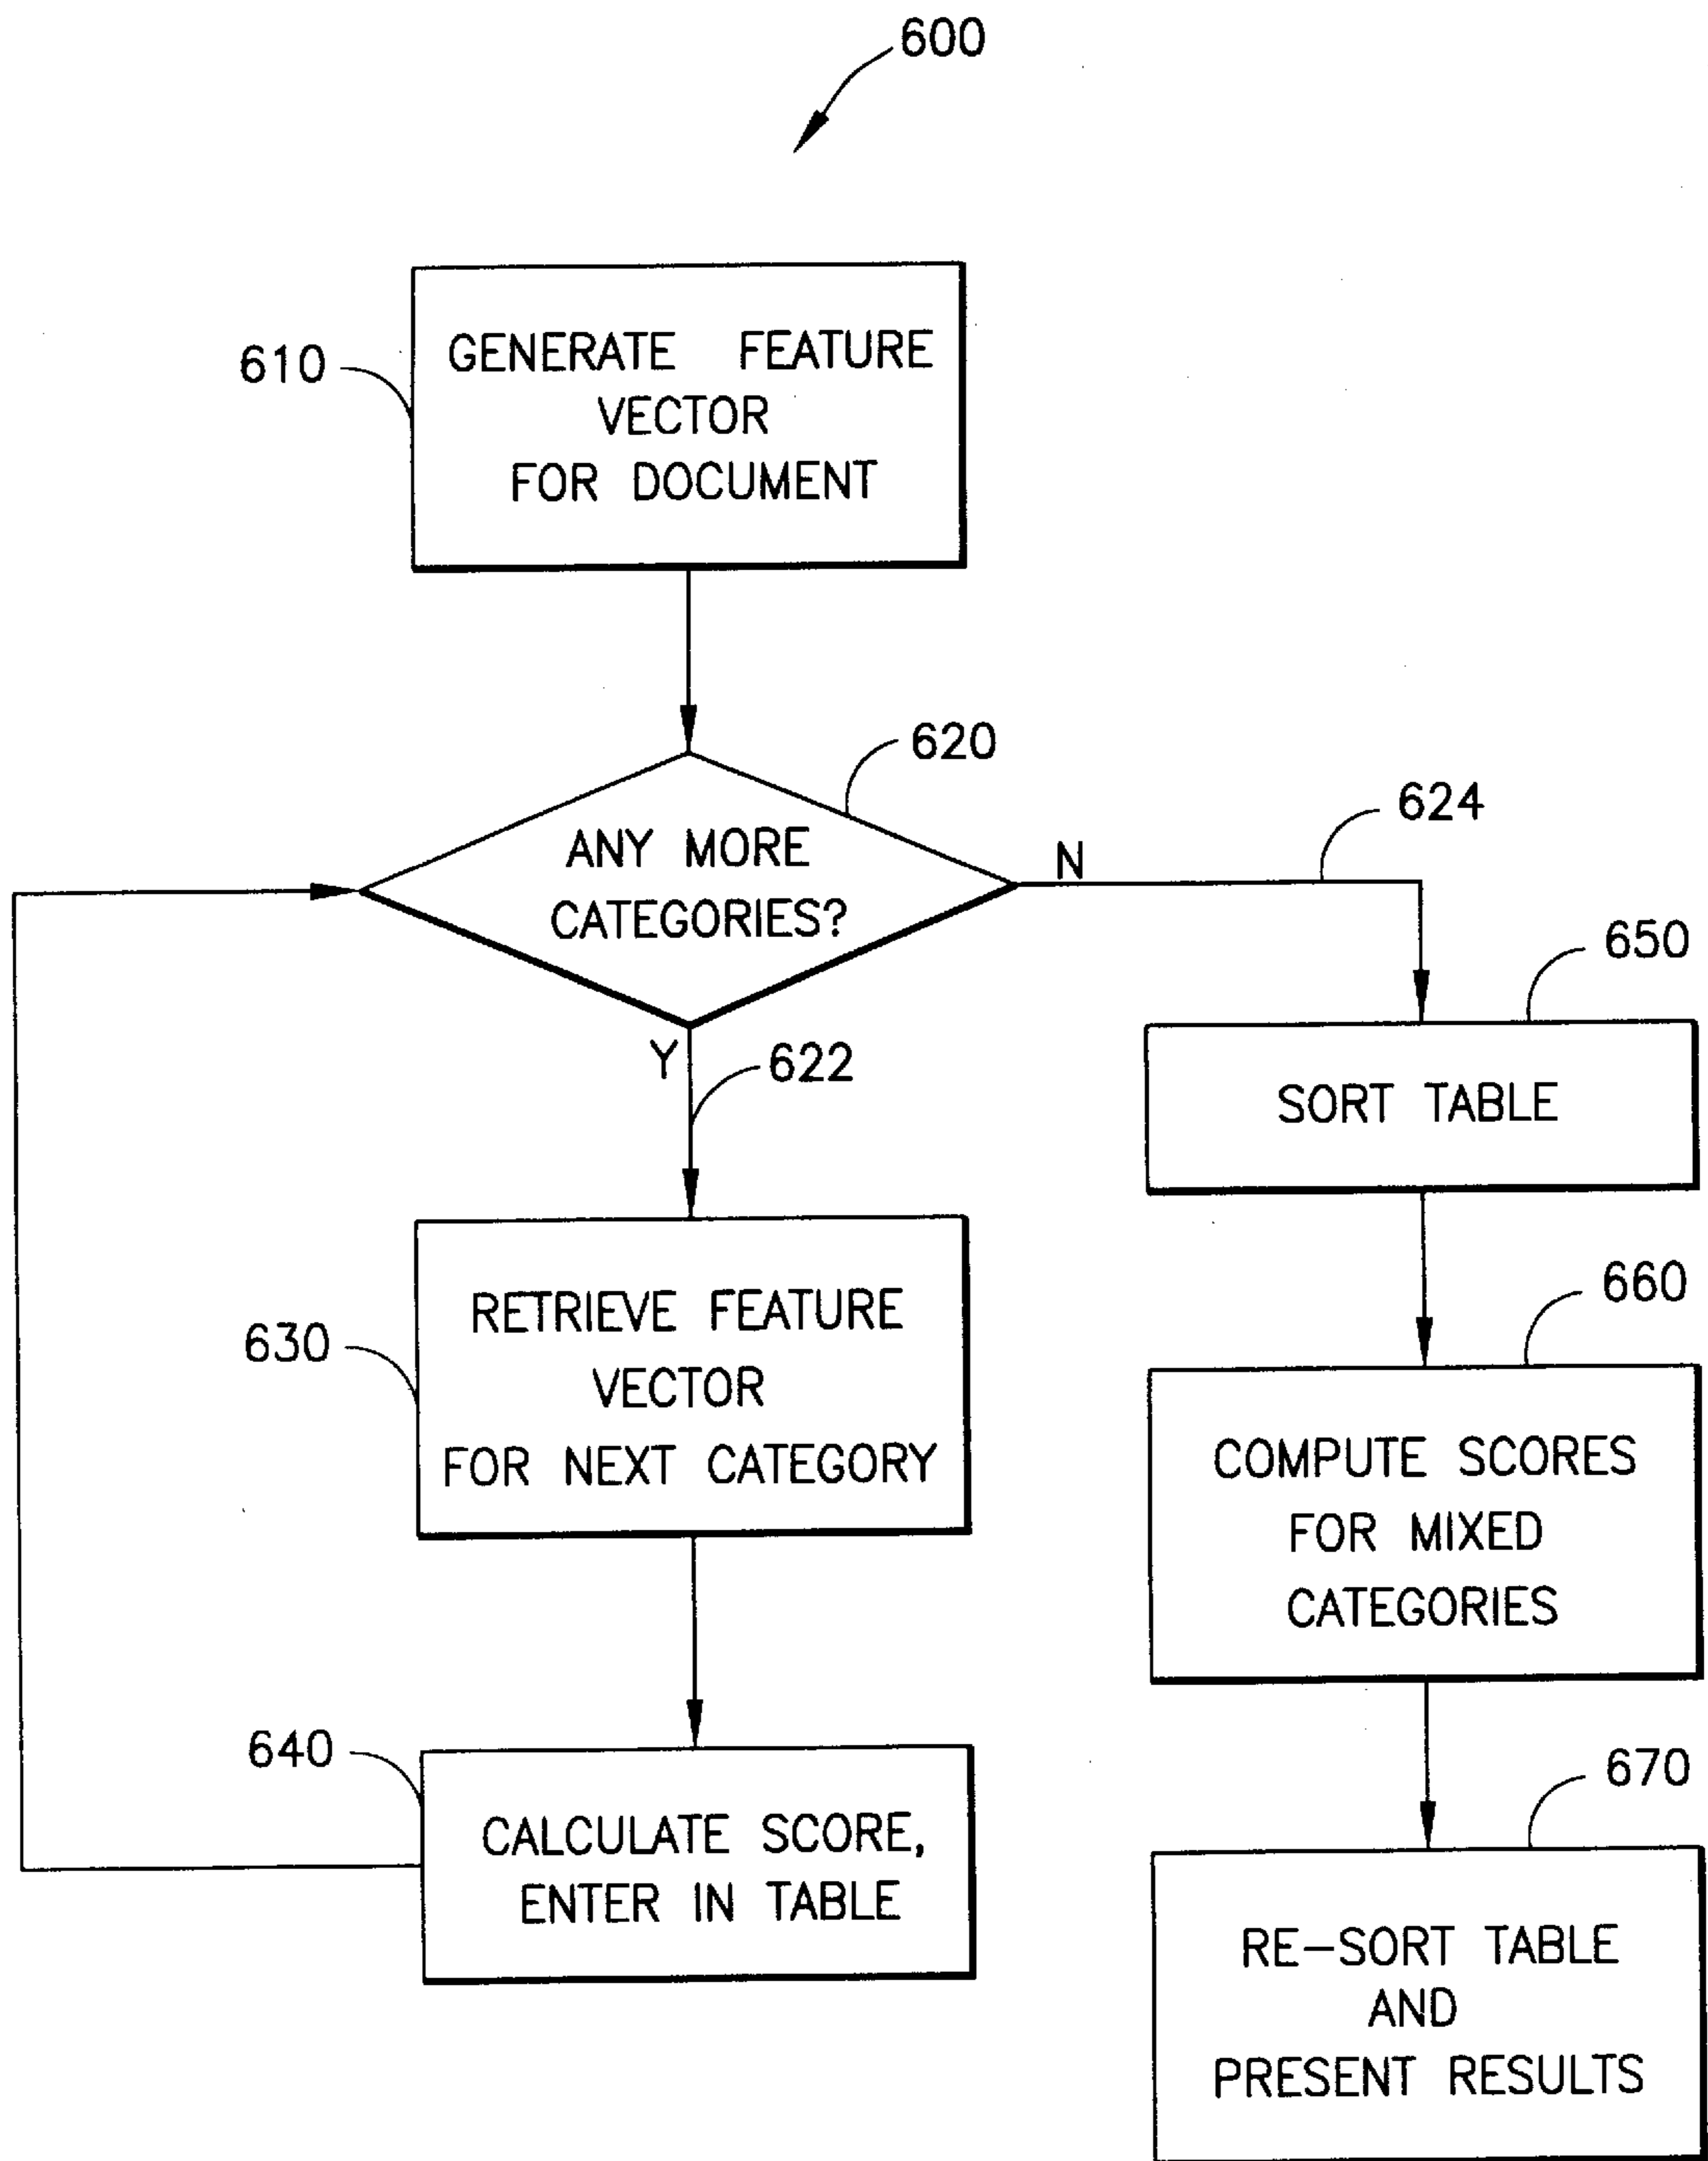 600
610
GENERATE FEATURE
VECTOR
FOR DOCUMENT
620
ANY MORE
CATEGORIES?
N
624
Y
622
650
SORT TABLE
630
RETRIEVE FEATURE
VECTOR
FOR NEXT CATEGORY
660
COMPUTE SCORES
FOR MIXED
CATEGORIES
640
CALCULATE SCORE,
ENTER IN TABLE
670
RE-SORT TABLE
AND
PRESENT RESULTS